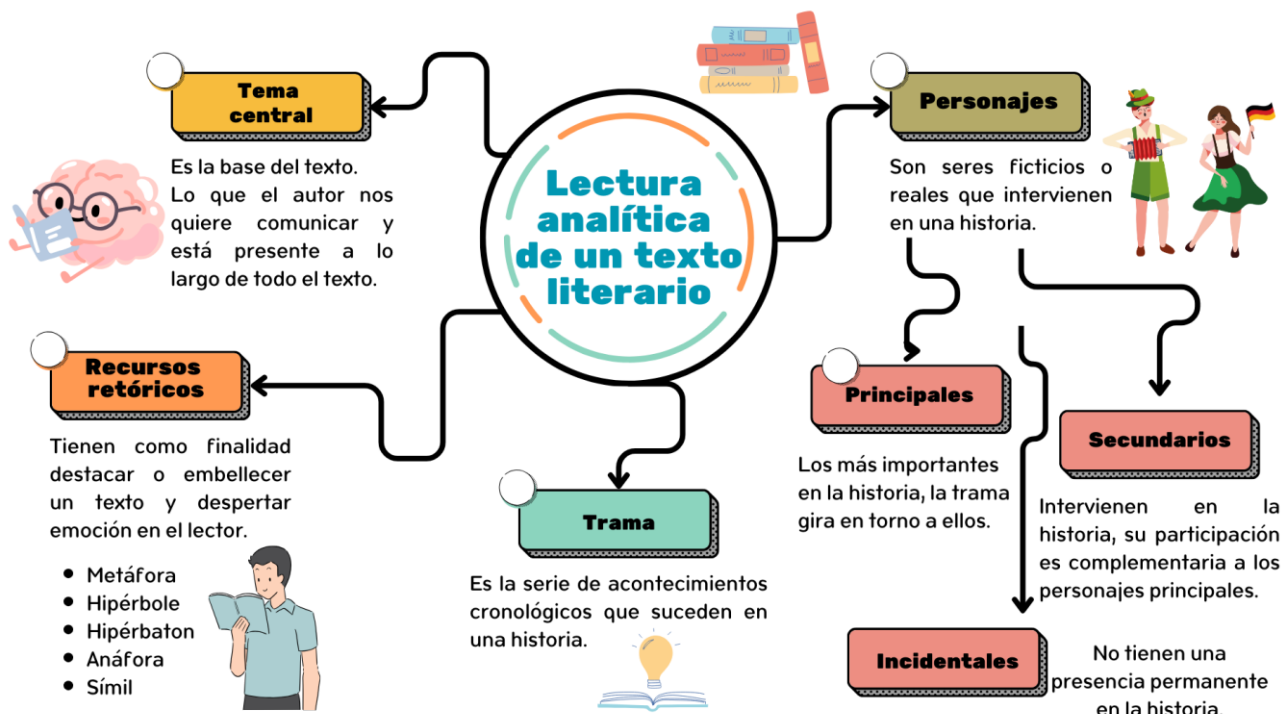 Lectura
analítica
de un texto
literario
Tema
central
Es la base del texto.
Lo que el autor nos
quiere comunicar y
está presente a lo
largo de todo el texto.
Recursos
retóricos
Tienen como finalidad
destacar o embellecer
un texto y despertar
emoción en el lector.
• Metáfora
• Hipérbole
• Hipérbaton
• Anáfora
• Símil
Trama
Es la serie de acontecimientos
cronológicos que suceden en
una historia.
Personajes
Son seres ficticios o
reales que intervienen
en una historia.
Principales
Los más importantes
en la historia, la trama
gira en torno a ellos.
Secundarios
Intervienen en la
historia, su participación
es complementaria a los
personajes principales.
Incidentales
No tienen una
presencia permanente
en la historia.